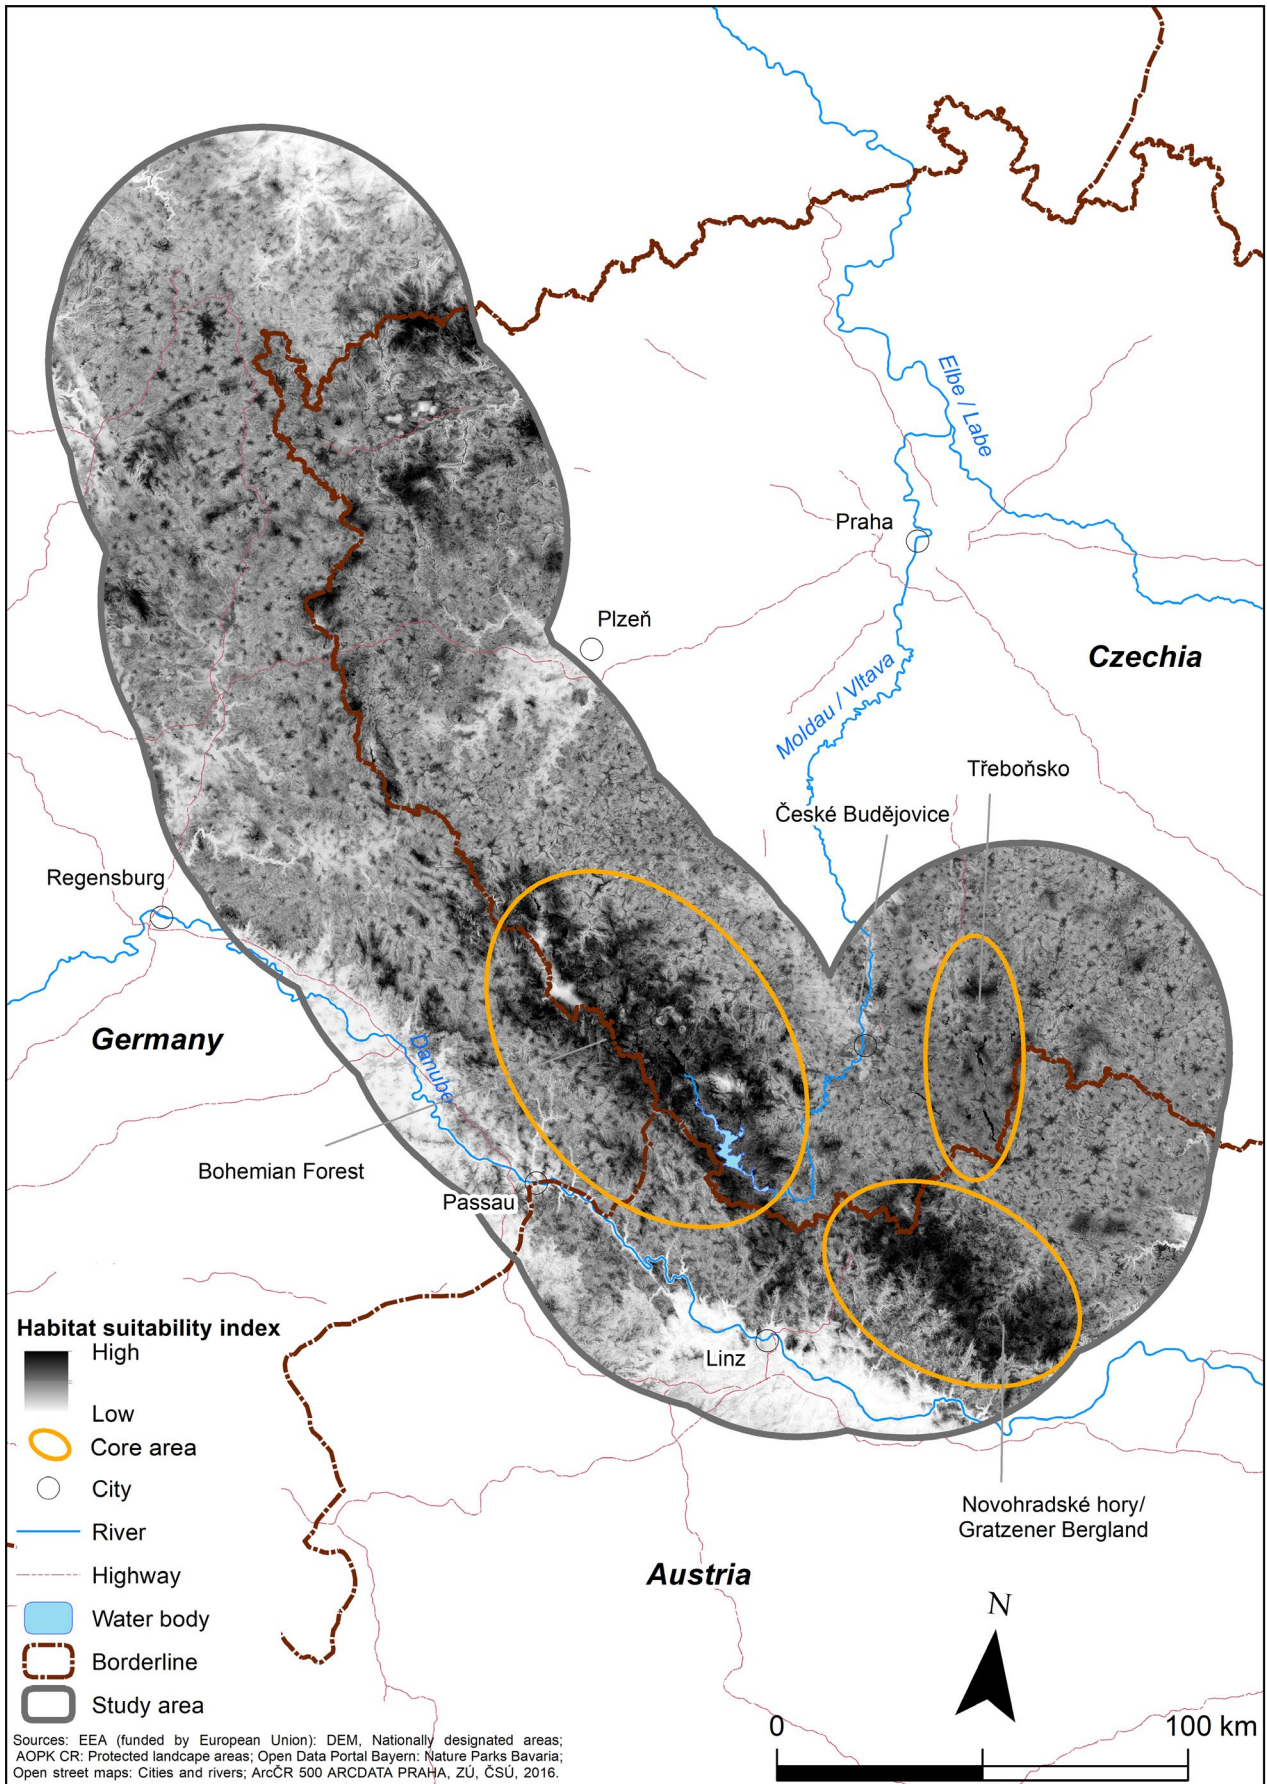 Elbe / Labe
Praha
Plzeň
Czechia
Moldau / Vltava
Třeboňsko
České Budějovice
Regensburg
Germany
Danube
Bohemian Forest
Passau
Linz
Habitat suitability index
High
Low
Core area
City
River
Highway
Water body
Borderline
Study area
Novohradské hory/
Gratzener Bergland
Austria
N
0 100 km
Sources: EEA (funded by European Union): DEM, Nationally designated areas;
AOPK CR: Protected landcape areas; Open Data Portal Bayern: Nature Parks Bavaria;
Open street maps: Cities and rivers; ArcČR 500 ARCDATA PRAHA, ZÚ, ČSÚ, 2016.